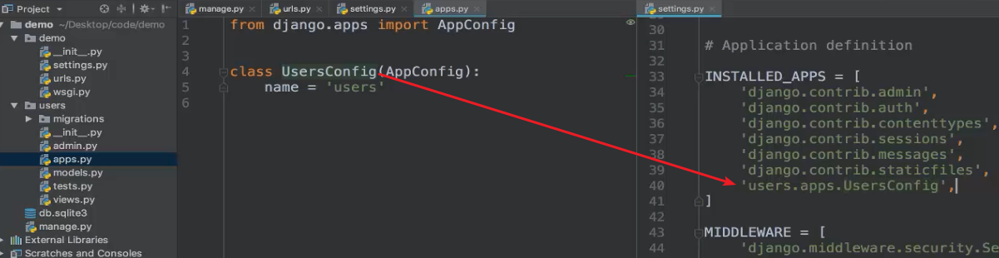 Project
demo ~/Desktop/code/demo
demo
__init__.py
settings.py
urls.py
wsgi.py
users
migrations
__init__.py
admin.py
apps.py
models.py
tests.py
views.py
db.sqlite3
manage.py
External Libraries
Scratches and Consoles
manage.py × urls.py × settings.py × apps.py ×
1 from django.apps import AppConfig
2
3
4 class UsersConfig(AppConfig):
5 name = 'users'
6
settings.py ×
30
31 # Application definition
32
33 INSTALLED_APPS = [
34 'django.contrib.admin',
35 'django.contrib.auth',
36 'django.contrib.contenttypes',
37 'django.contrib.sessions',
38 'django.contrib.messages',
39 'django.contrib.staticfiles',
40 'users.apps.UsersConfig',
41 ]
42
43 MIDDLEWARE = [
44 'django.middleware.security.Se